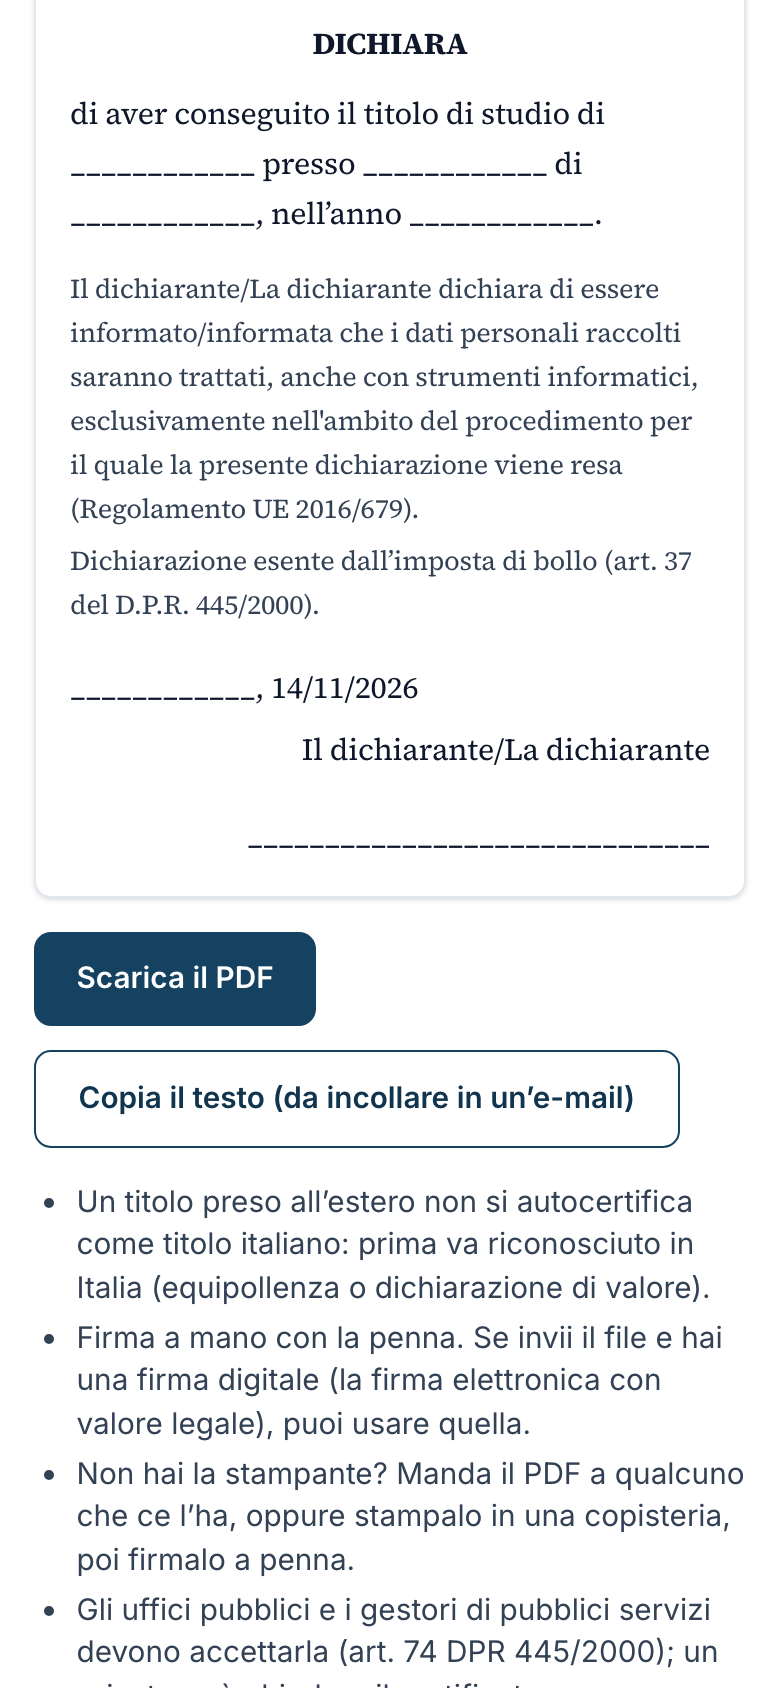 DICHIARA
di aver conseguito il titolo di studio di
____________ presso ____________ di
____________, nell’anno ____________.
Il dichiarante/La dichiarante dichiara di essere
informato/informata che i dati personali raccolti
saranno trattati, anche con strumenti informatici,
esclusivamente nell'ambito del procedimento per
il quale la presente dichiarazione viene resa
(Regolamento UE 2016/679).
Dichiarazione esente dall’imposta di bollo (art. 37
del D.P.R. 445/2000).
____________, 14/11/2026
Il dichiarante/La dichiarante
______________________________
Scarica il PDF
Copia il testo (da incollare in un’e-mail)
• Un titolo preso all’estero non si autocertifica
come titolo italiano: prima va riconosciuto in
Italia (equipollenza o dichiarazione di valore).
• Firma a mano con la penna. Se invii il file e hai
una firma digitale (la firma elettronica con
valore legale), puoi usare quella.
• Non hai la stampante? Manda il PDF a qualcuno
che ce l’ha, oppure stampalo in una copisteria,
poi firmalo a penna.
• Gli uffici pubblici e i gestori di pubblici servizi
devono accettarla (art. 74 DPR 445/2000); un